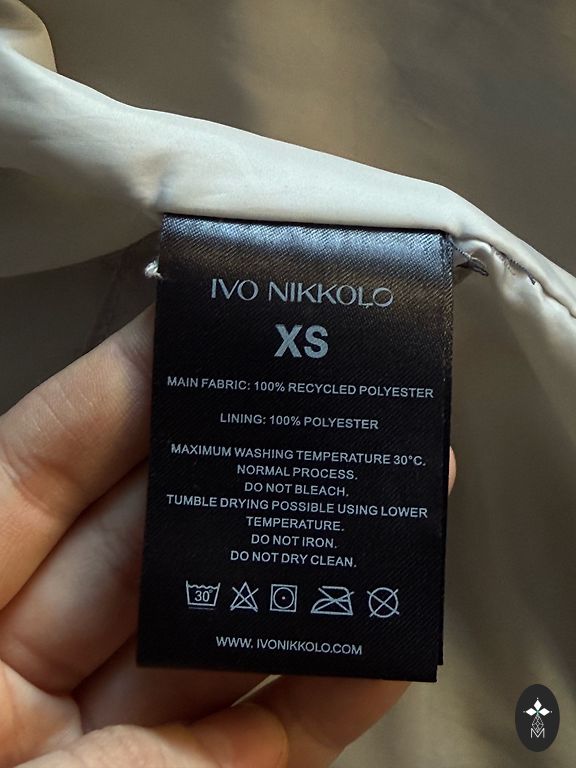 IVO NIKKOLO
XS
MAIN FABRIC: 100% RECYCLED POLYESTER
LINING: 100% POLYESTER
MAXIMUM WASHING TEMPERATURE 30°C.
NORMAL PROCESS.
DO NOT BLEACH.
TUMBLE DRYING POSSIBLE USING LOWER
TEMPERATURE.
DO NOT IRON.
DO NOT DRY CLEAN.
30°
WWW.IVONIKKOLO.COM
M